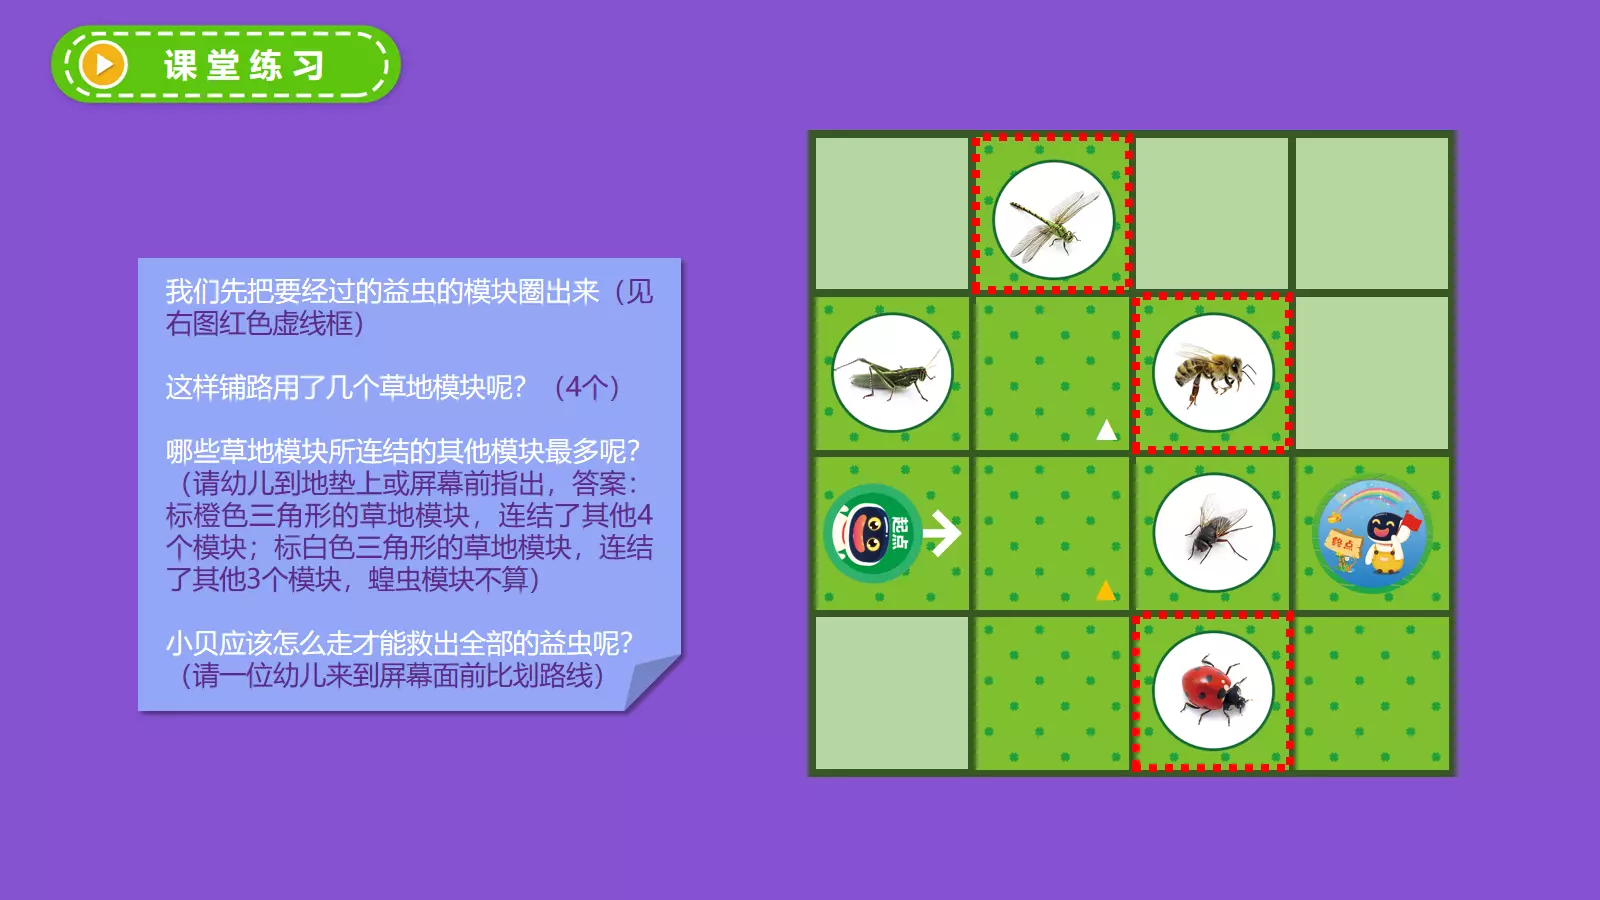 课堂练习
我们先把要经过的益虫的模块圈出来（见
右图红色虚线框）
这样铺路用了几个草地模块呢？（4个）
哪些草地模块所连结的其他模块最多呢？
（请幼儿到地垫上或屏幕前指出，答案：
标橙色三角形的草地模块，连结了其他4
个模块；标白色三角形的草地模块，连结
了其他3个模块，蝗虫模块不算）
小贝应该怎么走才能救出全部的益虫呢？
（请一位幼儿来到屏幕面前比划路线）
起点
终点